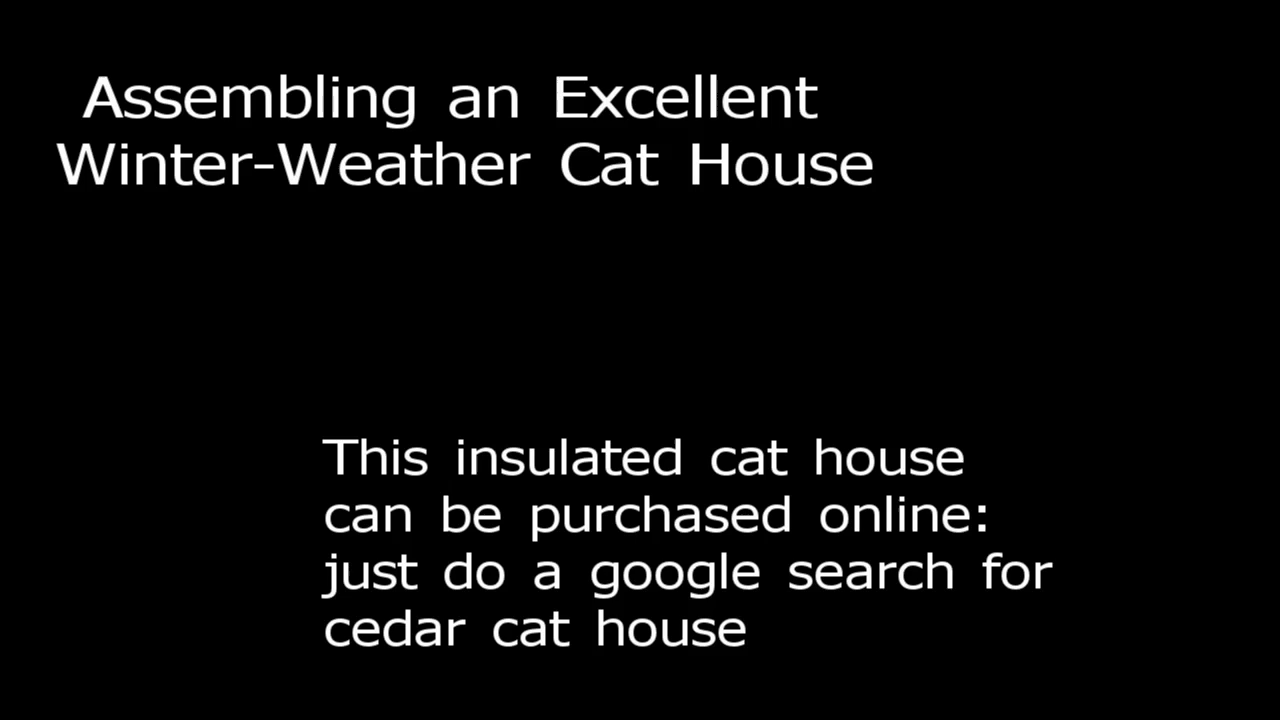 Assembling an Excellent
Winter-Weather Cat House
This insulated cat house
can be purchased online:
just do a google search for
cedar cat house